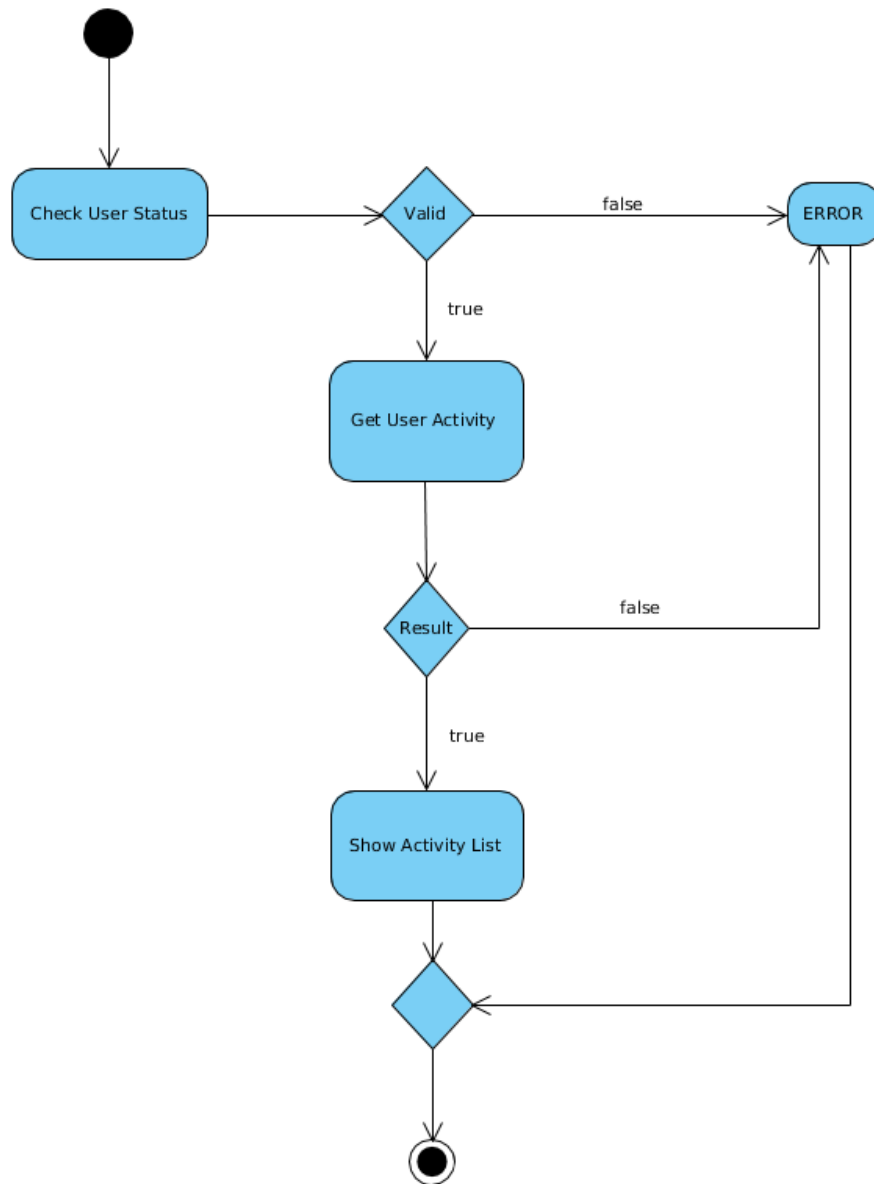 Check User Status
Valid
false
ERROR
true
Get User Activity
Result
false
true
Show Activity List